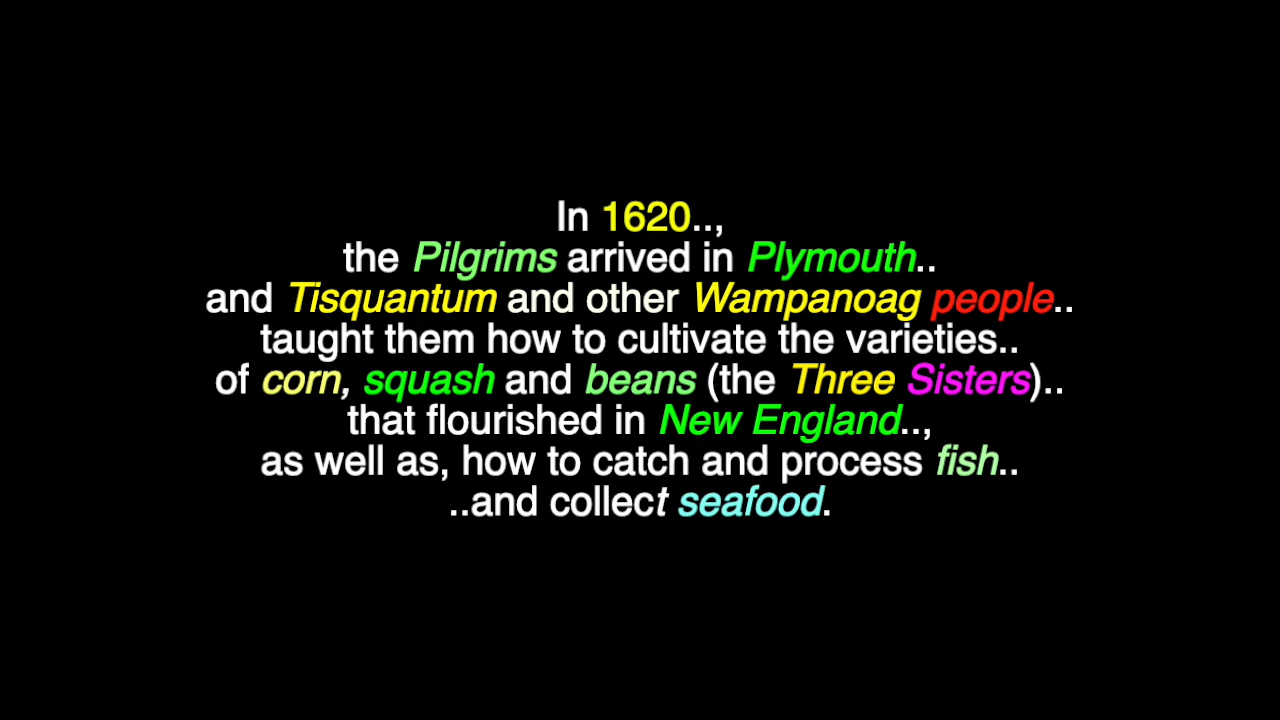 In 1620..,
the Pilgrims arrived in Plymouth..
and Tisquantum and other Wampanoag people..
taught them how to cultivate the varieties..
of corn, squash and beans (the Three Sisters)..
that flourished in New England..,
as well as, how to catch and process fish..
..and collect seafood.